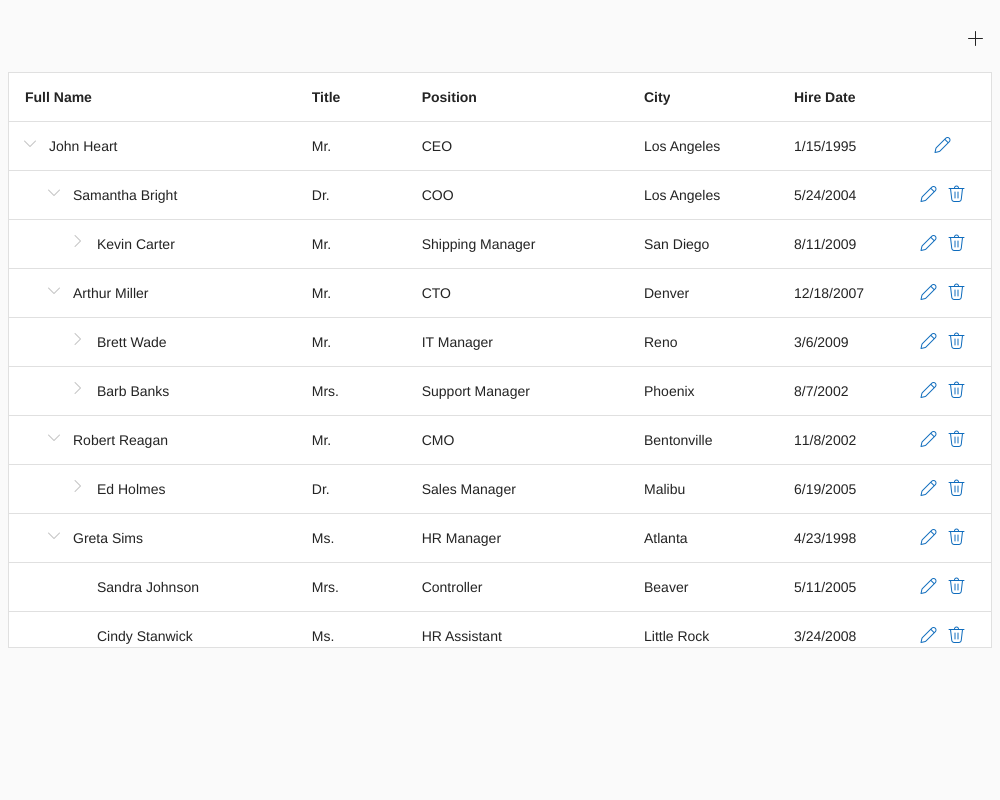 Full Name Title Position City Hire Date
John Heart Mr. CEO Los Angeles 1/15/1995
Samantha Bright Dr. COO Los Angeles 5/24/2004
Kevin Carter Mr. Shipping Manager San Diego 8/11/2009
Arthur Miller Mr. CTO Denver 12/18/2007
Brett Wade Mr. IT Manager Reno 3/6/2009
Barb Banks Mrs. Support Manager Phoenix 8/7/2002
Robert Reagan Mr. CMO Bentonville 11/8/2002
Ed Holmes Dr. Sales Manager Malibu 6/19/2005
Greta Sims Ms. HR Manager Atlanta 4/23/1998
Sandra Johnson Mrs. Controller Beaver 5/11/2005
Cindy Stanwick Ms. HR Assistant Little Rock 3/24/2008